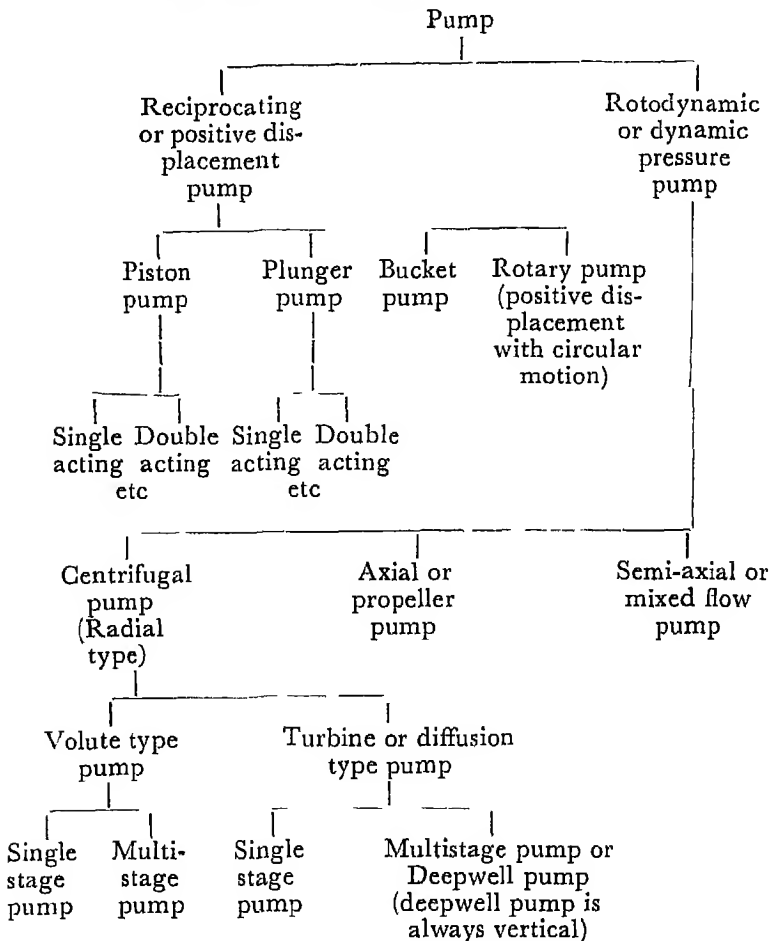 Pump
Reciprocating
or positive dis-
placement
pump
Rotodynamic
or dynamic
pressure
pump
Piston
pump
Plunger
pump
Bucket
pump
Rotary pump
(positive dis-
placement
with circular
motion)
Single Double
acting acting
etc
Single Double
acting acting
etc
Centrifugal
pump
(Radial
type)
Axial or
propeller
pump
Semi-axial or
mixed flow
pump
Volute type
pump
Turbine or diffusion
type pump
Single
stage
pump
Multi-
stage
pump
Single
stage
pump
Multistage pump or
Deepwell pump
(deepwell pump is
always vertical)